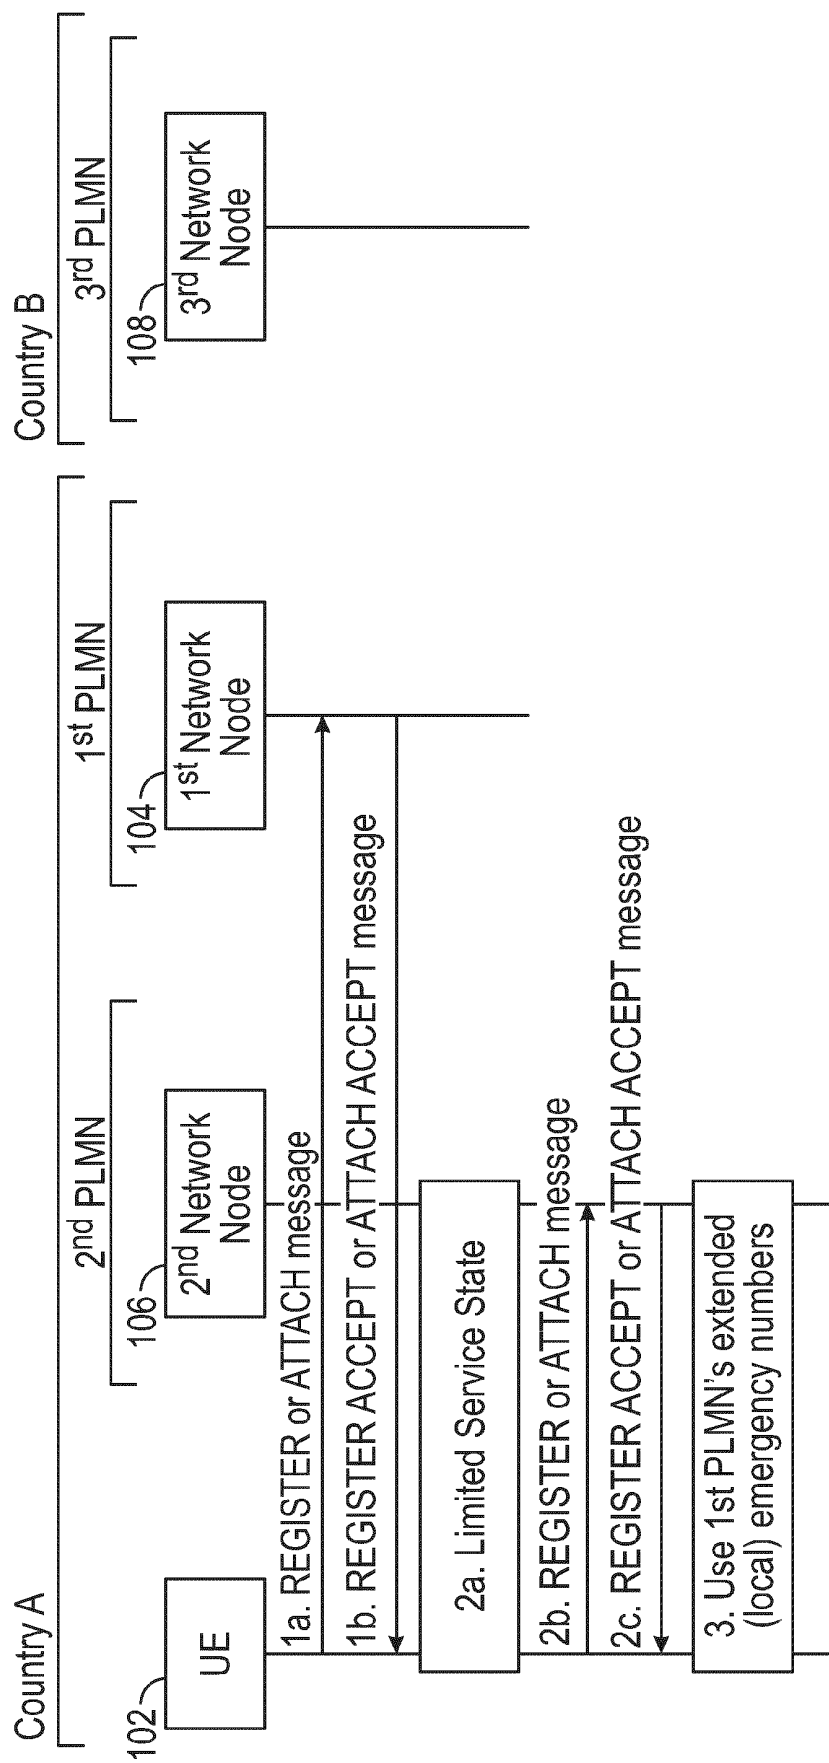 Country A
Country B
2nd PLMN
1st PLMN
3rd PLMN
102
106
104
108
UE
2nd Network
Node
1st Network
Node
3rd Network
Node
1a. REGISTER or ATTACH message
1b. REGISTER ACCEPT or ATTACH ACCEPT message
2a. Limited Service State
2b. REGISTER or ATTACH message
2c. REGISTER ACCEPT or ATTACH ACCEPT message
3. Use 1st PLMN's extended
(local) emergency numbers